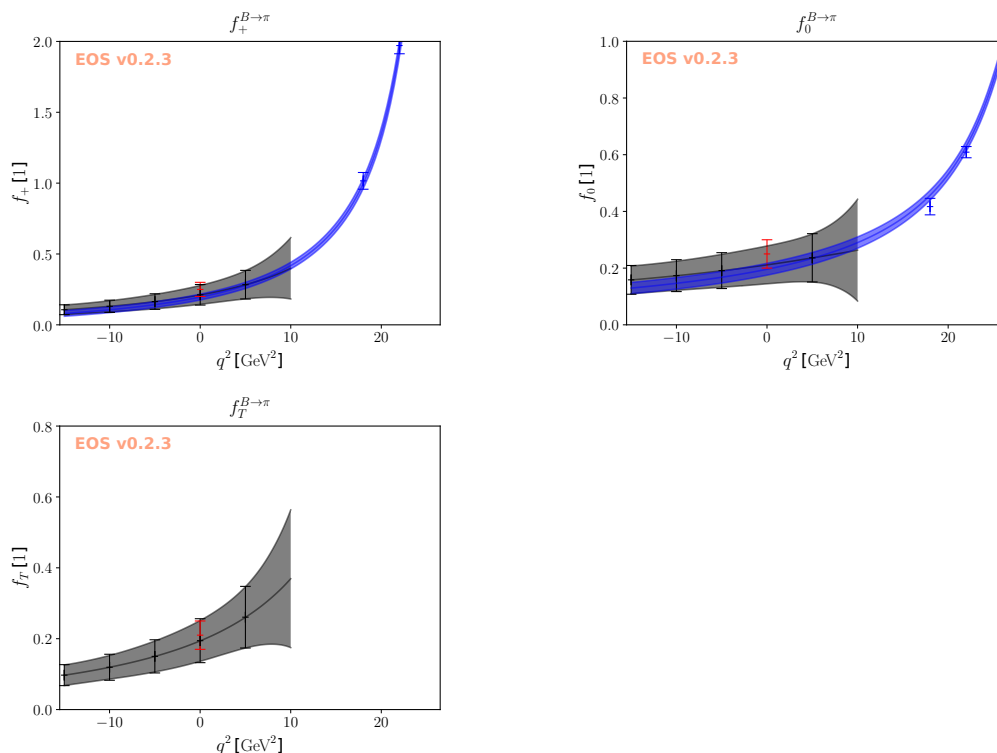 f_+^{B→π}
EOS v0.2.3
f_+ [1]
2.0
1.5
1.0
0.5
0.0
−10 0 10 20
q^2 [GeV^2]
f_0^{B→π}
EOS v0.2.3
f_0 [1]
1.0
0.8
0.6
0.4
0.2
0.0
−10 0 10 20
q^2 [GeV^2]
f_T^{B→π}
EOS v0.2.3
f_T [1]
0.8
0.6
0.4
0.2
0.0
−10 0 10 20
q^2 [GeV^2]